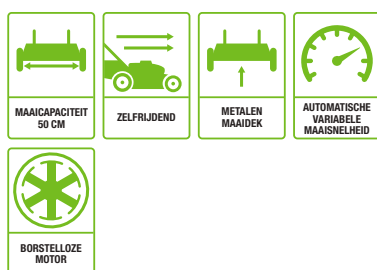 MAAICAPACITEIT
50 CM
ZELFRIJDEND
METALEN
MAAIDEK
AUTOMATISCHE
VARIABELE
MAAISNELHEID
BORSTELLOZE
MOTOR